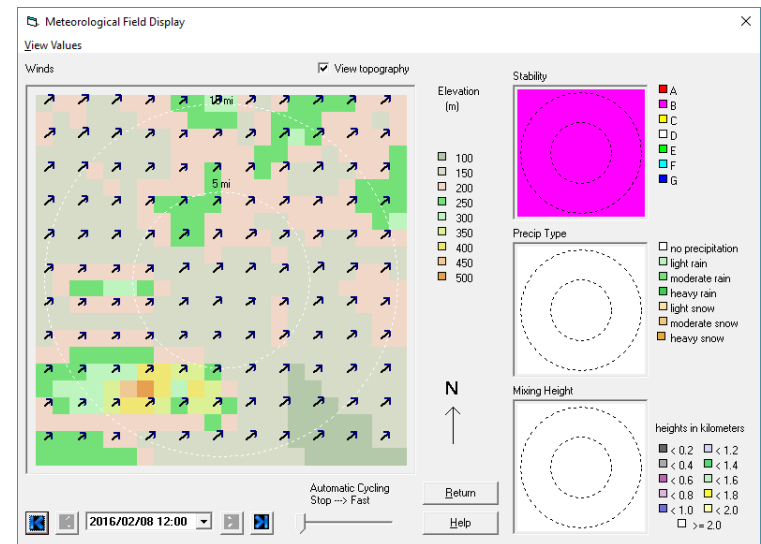 Meteorological Field Display
View Values
Winds
View topography
10 mi
5 mi
Elevation
(m)
100
150
200
250
300
350
400
450
500
N
Stability
A
B
C
D
E
F
G
Precip Type
no precipitation
light rain
moderate rain
heavy rain
light snow
moderate snow
heavy snow
Mixing Height
heights in kilometers
< 0.2 < 1.2
< 0.4 < 1.4
< 0.6 < 1.6
< 0.8 < 1.8
< 1.0 < 2.0
>= 2.0
Automatic Cycling
Stop ---> Fast
2016/02/08 12:00
Return
Help